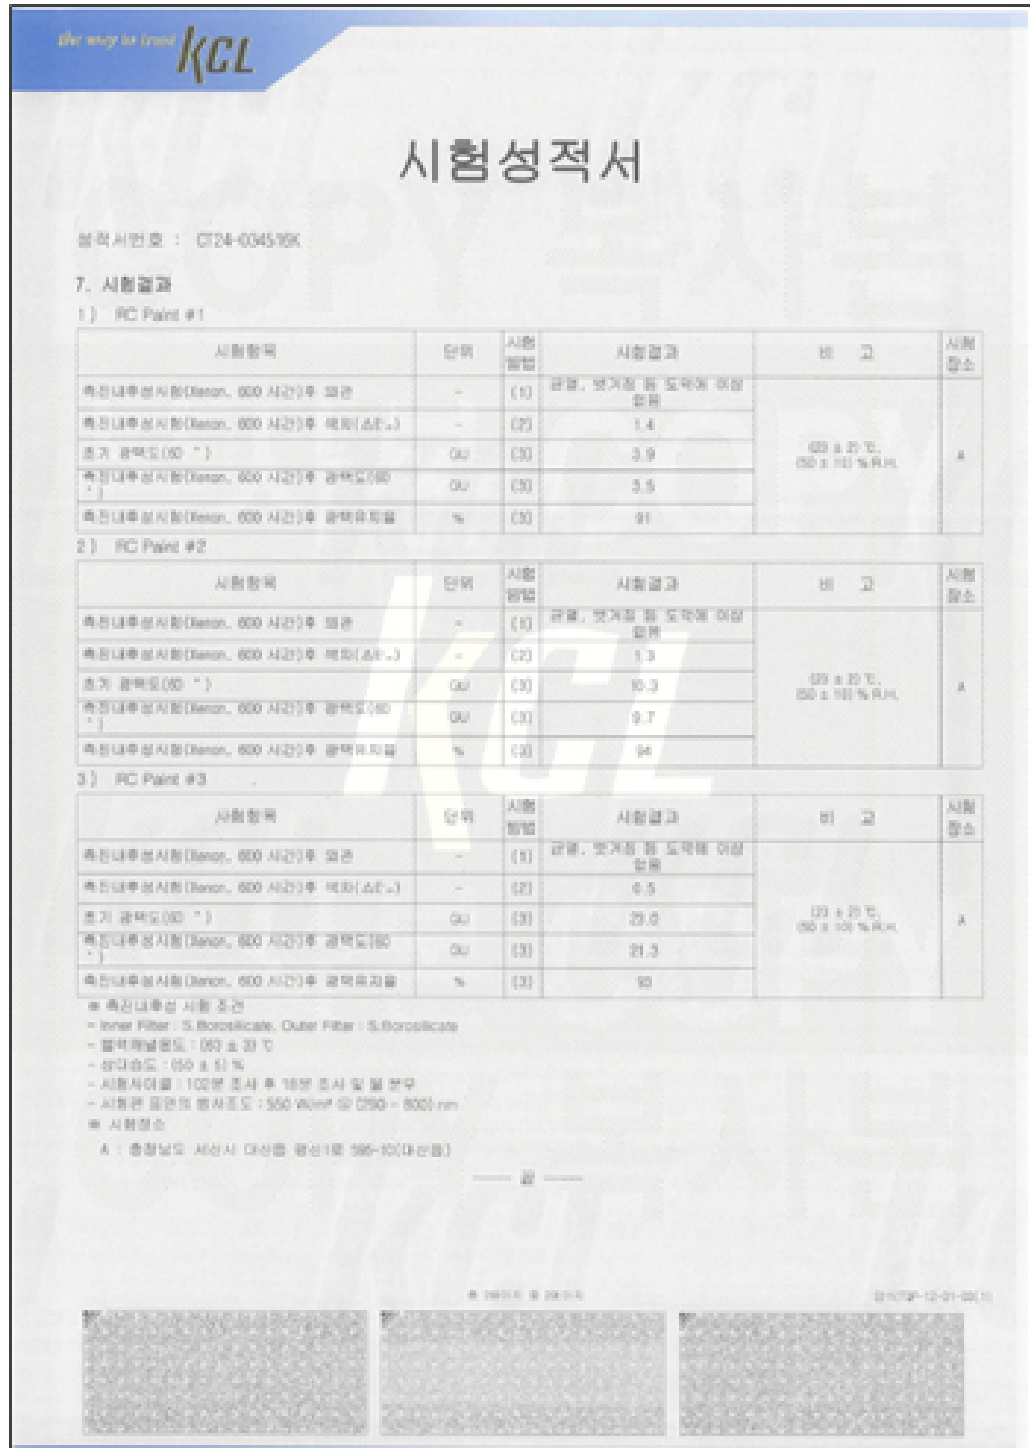 the way to trust KCL
시험성적서
성적서번호 : CT24-034516K
7. 시험결과
1) RC Paint #1
시험항목 단위 시험방법 시험결과 비 고 시험장소
촉진내후성시험(Xenon, 600 시간)후 외관 - (1) 균열, 벗겨짐 등 도막에 이상 없음
촉진내후성시험(Xenon, 600 시간)후 색차 - (2) 1.4
초기 광택도(60 °) GU (3) 3.9 (23 ± 2) ℃, (50 ± 10) % R.H. A
촉진내후성시험(Xenon, 600 시간)후 광택도(60 °) GU (3) 3.5
촉진내후성시험(Xenon, 600 시간)후 광택유지율 % (3) 91
2) RC Paint #2
시험항목 단위 시험방법 시험결과 비 고 시험장소
촉진내후성시험(Xenon, 600 시간)후 외관 - (1) 균열, 벗겨짐 등 도막에 이상 없음
촉진내후성시험(Xenon, 600 시간)후 색차 - (2) 1.3
초기 광택도(60 °) GU (3) 10.3 (23 ± 2) ℃, (50 ± 10) % R.H. A
촉진내후성시험(Xenon, 600 시간)후 광택도(60 °) GU (3) 9.7
촉진내후성시험(Xenon, 600 시간)후 광택유지율 % (3) 94
3) RC Paint #3
시험항목 단위 시험방법 시험결과 비 고 시험장소
촉진내후성시험(Xenon, 600 시간)후 외관 - (1) 균열, 벗겨짐 등 도막에 이상 없음
촉진내후성시험(Xenon, 600 시간)후 색차 - (2) 0.5
초기 광택도(60 °) GU (3) 23.0 (23 ± 2) ℃, (50 ± 10) % R.H. A
촉진내후성시험(Xenon, 600 시간)후 광택도(60 °) GU (3) 21.3
촉진내후성시험(Xenon, 600 시간)후 광택유지율 % (3) 93
※ 촉진내후성 시험 조건
- Inner Filter : S.Borosilicate, Outer Filter : S.Borosilicate
- 블랙패널온도 : (63 ± 3) ℃
- 상대습도 : (50 ± 5) %
- 시험사이클 : 102분 조사 후 18분 조사 및 물 분무
- 시험편 표면의 방사조도 : 550 W/m² @ (290 ~ 800) nm
※ 시험장소
A : 충청남도 서산시 대산읍 평신1로 595-10(대산읍)
끝
총 2페이지 중 2페이지
KCL